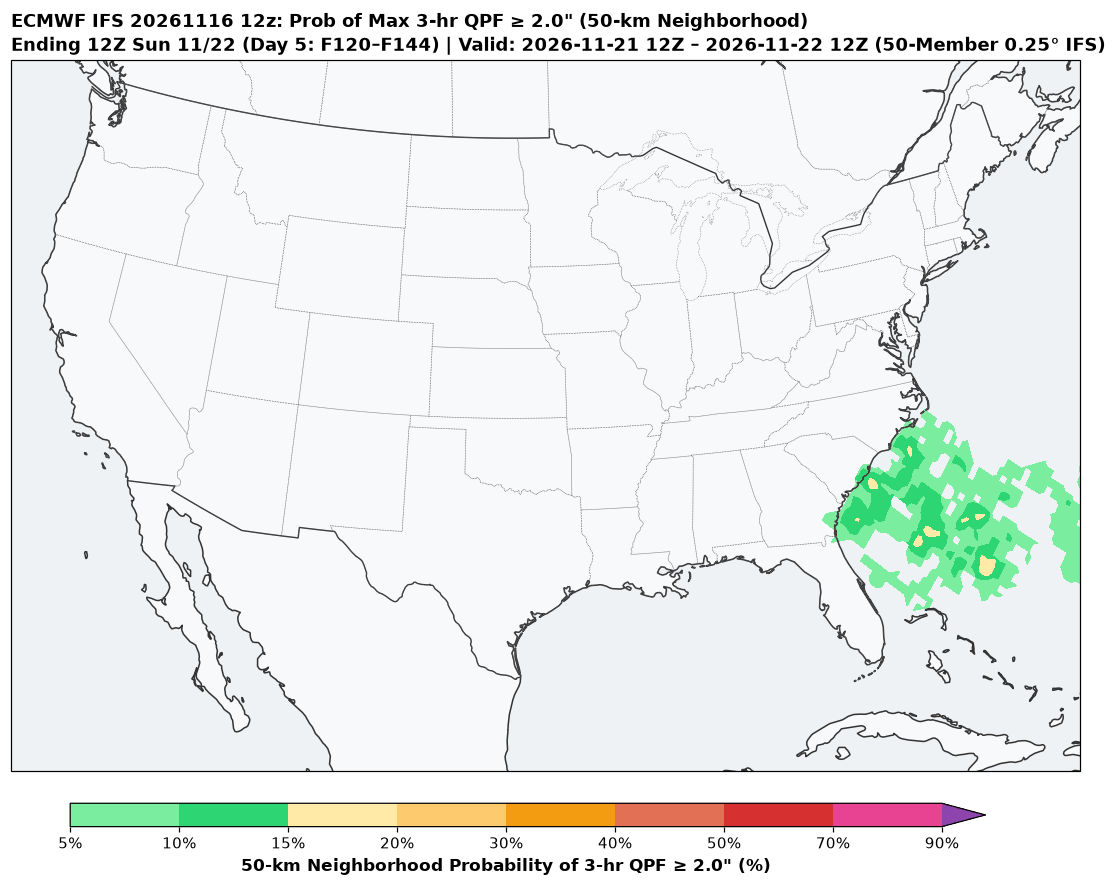 ECMWF IFS 20261116 12z: Prob of Max 3-hr QPF ≥ 2.0" (50-km Neighborhood)
Ending 12Z Sun 11/22 (Day 5: F120–F144) | Valid: 2026-11-21 12Z – 2026-11-22 12Z (50-Member 0.25° IFS)
5% 10% 15% 20% 30% 40% 50% 70% 90%
50-km Neighborhood Probability of 3-hr QPF ≥ 2.0" (%)